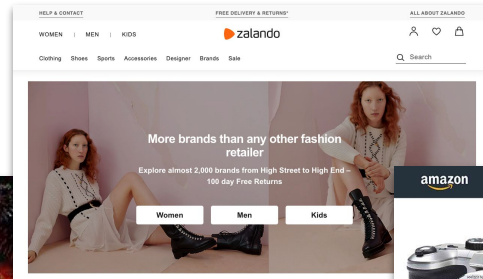 HELP & CONTACT FREE DELIVERY & RETURNS* ALL ABOUT ZALANDO
WOMEN | MEN | KIDS zalando
Clothing Shoes Sports Accessories Designer Brands Sale Search
More brands than any other fashion
retailer
Explore almost 2,000 brands from High Street to High End –
100 day Free Returns
Women Men Kids
amazon